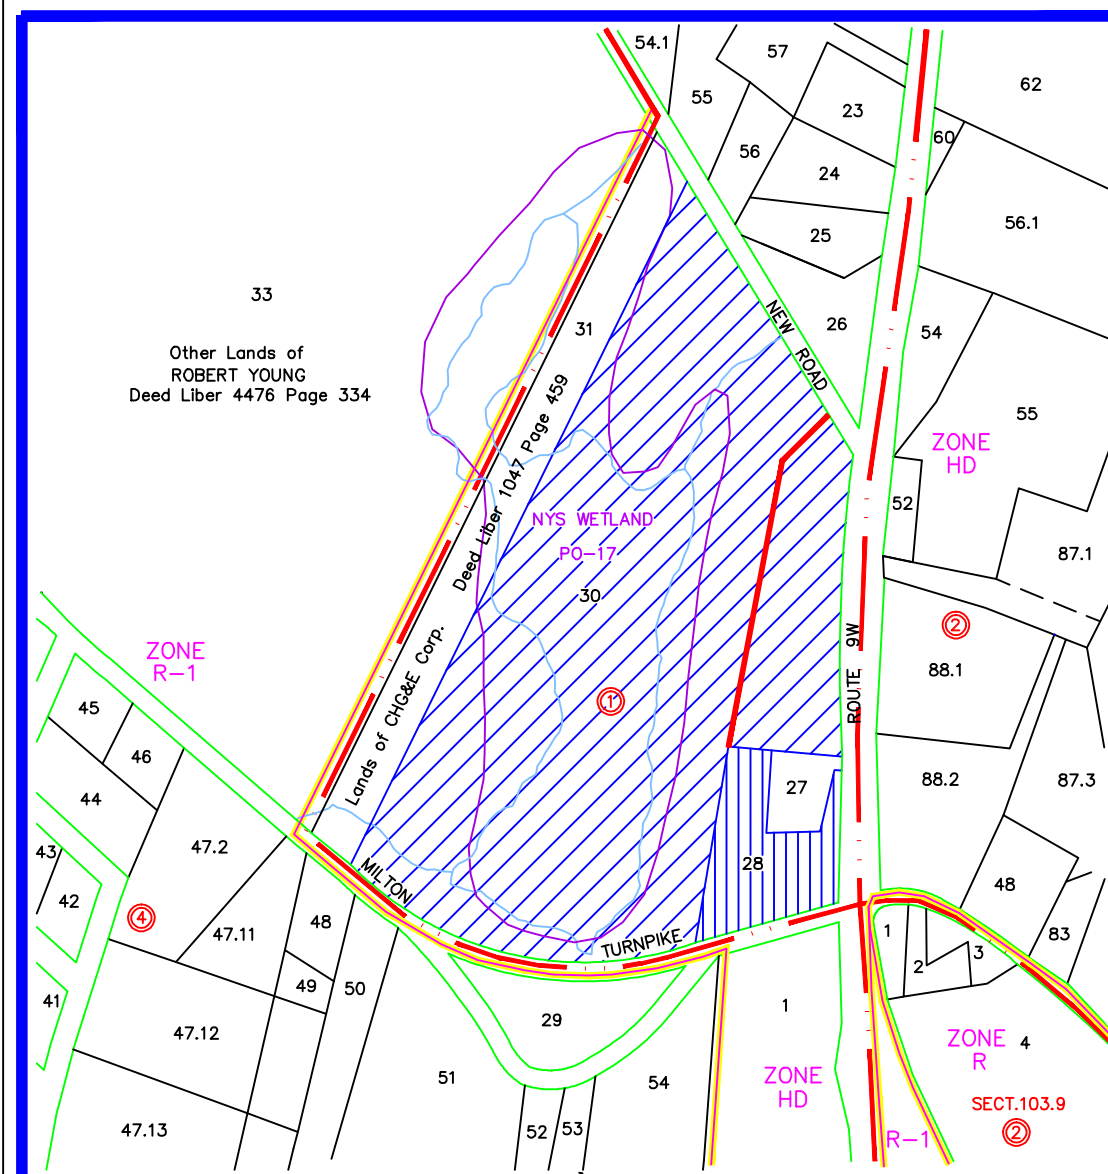 54.1
57
62
55
23
60
56
24
56.1
25
33
31
NEW ROAD
26
54
Other Lands of
ROBERT YOUNG
Deed Liber 4476 Page 334
Lands of CHG&E Corp. Deed Liber 1047 Page 459
55
ZONE
HD
52
NYS WETLAND
PO-17
87.1
30
2
ROUTE 9W
ZONE
R-1
88.1
1
45
46
88.2
87.3
27
44
47.2
43
28
48
MILTON
42
4
48
47.11
TURNPIKE
1
83
2
3
49
50
41
29
1
47.12
ZONE
R
4
51
54
ZONE
HD
SECT.103.9
2
47.13
52
53
R-1